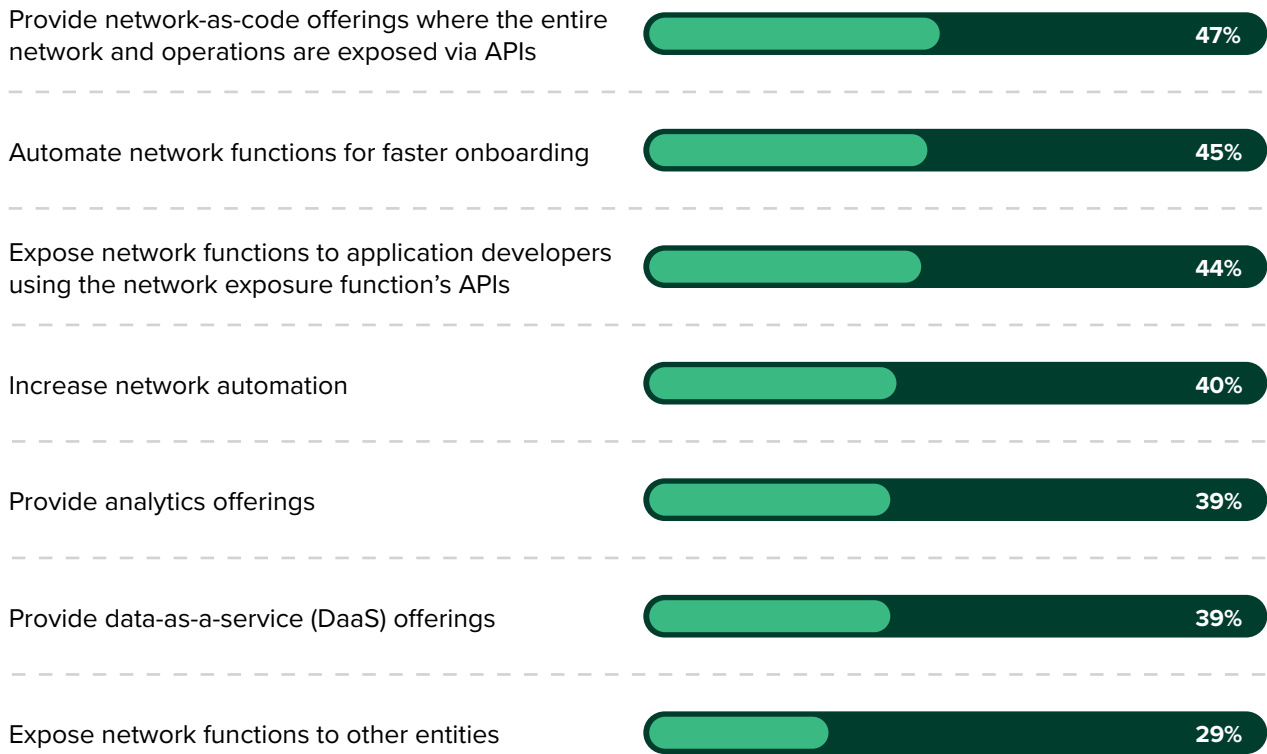 Provide network-as-code offerings where the entire
network and operations are exposed via APIs
47%
Automate network functions for faster onboarding
45%
Expose network functions to application developers
using the network exposure function’s APIs
44%
Increase network automation
40%
Provide analytics offerings
39%
Provide data-as-a-service (DaaS) offerings
39%
Expose network functions to other entities
29%